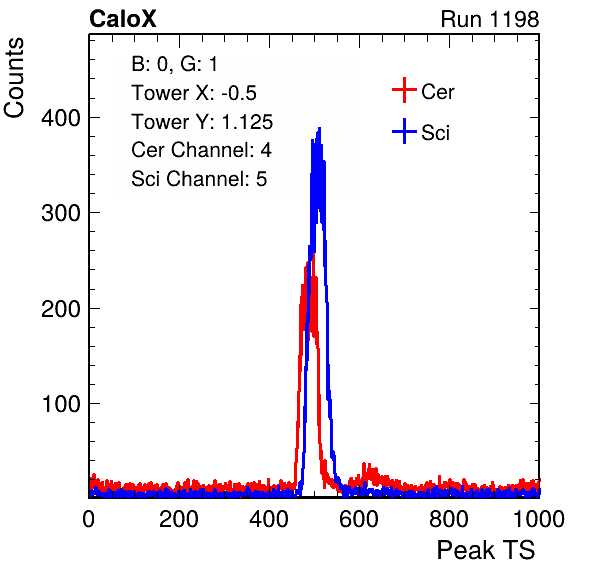 CaloX Run 1198
B: 0, G: 1
Tower X: -0.5
Tower Y: 1.125
Cer Channel: 4
Sci Channel: 5
Cer
Sci
Counts
400
300
200
100
0 200 400 600 800 1000
Peak TS